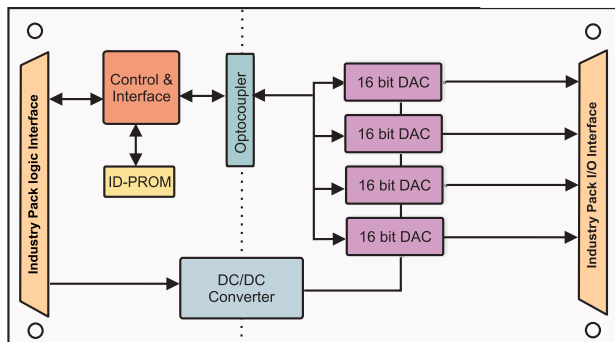 Industry Pack logic Interface
Control &
Interface
ID-PROM
Optocoupler
16 bit DAC
16 bit DAC
16 bit DAC
16 bit DAC
DC/DC
Converter
Industry Pack I/O Interface